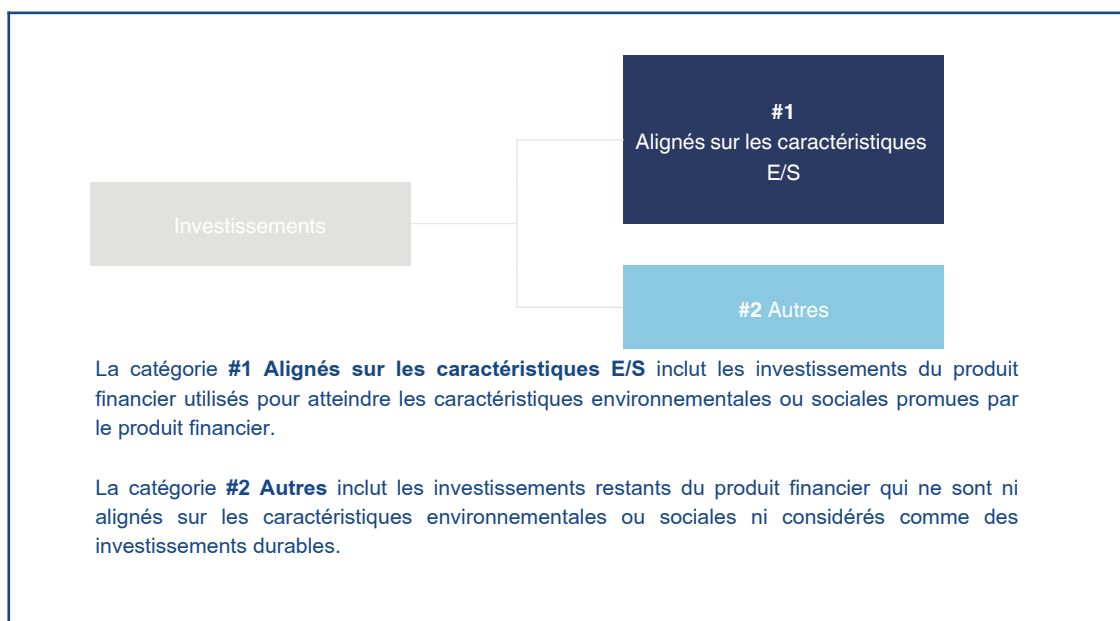 #1
Alignés sur les caractéristiques
E/S
Investissements
#2 Autres
La catégorie #1 Alignés sur les caractéristiques E/S inclut les investissements du produit
financier utilisés pour atteindre les caractéristiques environnementales ou sociales promues par
le produit financier.
La catégorie #2 Autres inclut les investissements restants du produit financier qui ne sont ni
alignés sur les caractéristiques environnementales ou sociales ni considérés comme des
investissements durables.